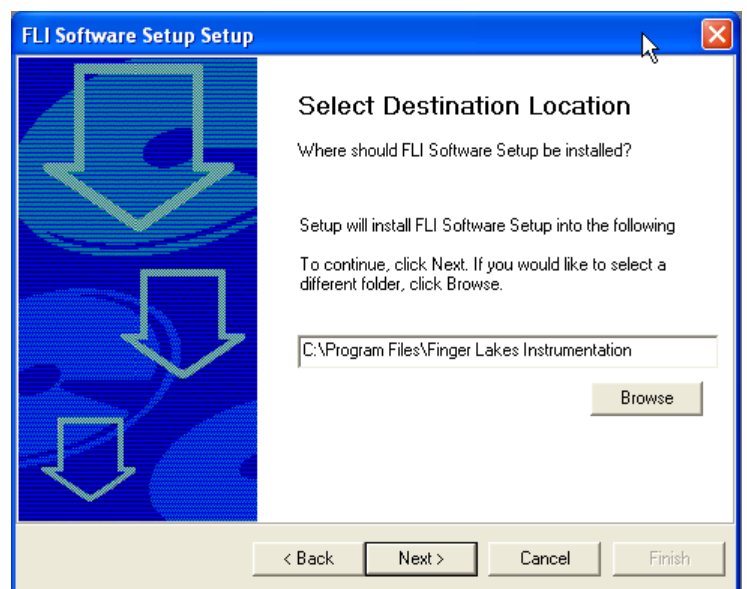 FLI Software Setup Setup
Select Destination Location
Where should FLI Software Setup be installed?
Setup will install FLI Software Setup into the following
To continue, click Next. If you would like to select a
different folder, click Browse.
C:\Program Files\Finger Lakes Instrumentation
Browse
< Back Next > Cancel Finish